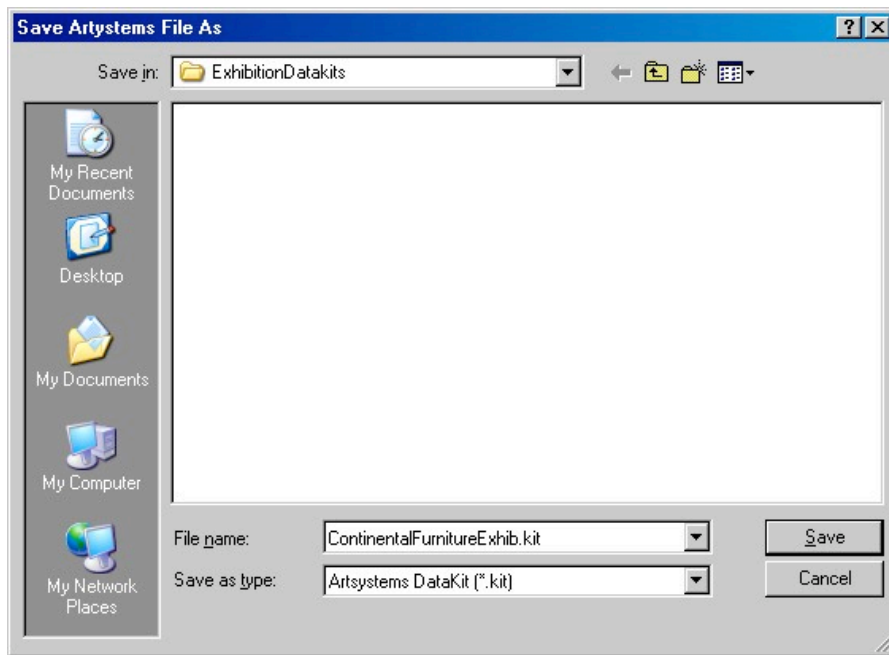 Save Artystems File As
Save in:
ExhibitionDatakits
My Recent
Documents
Desktop
My Documents
My Computer
My Network
Places
File name:
ContinentalFurnitureExhib.kit
Save
Save as type:
Artsystems DataKit (*.kit)
Cancel